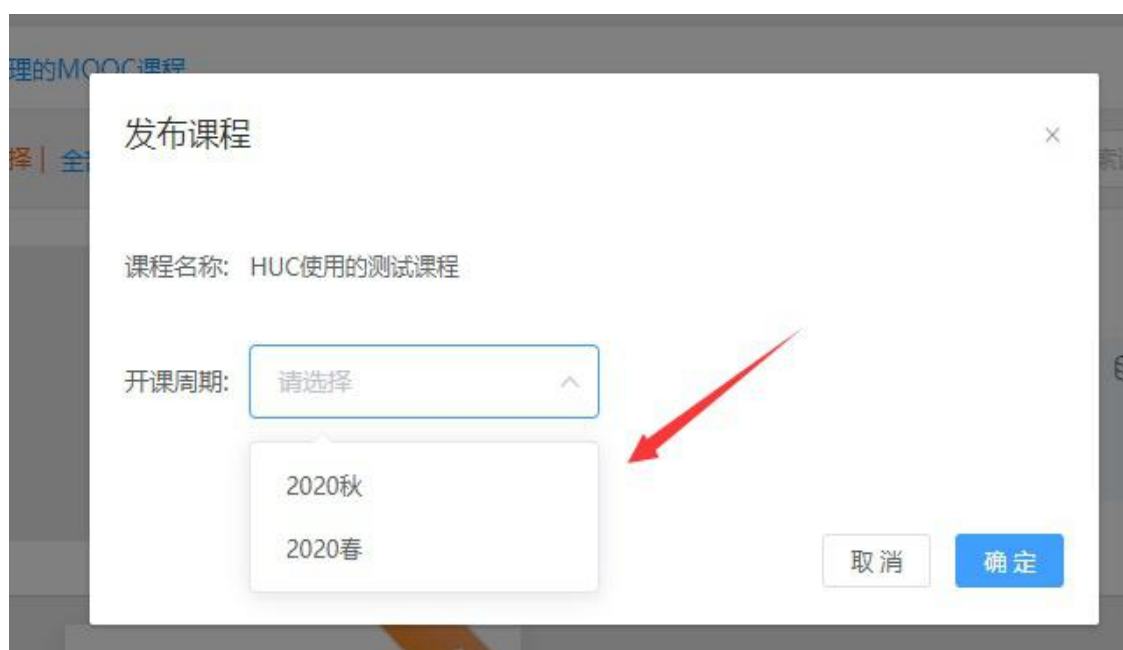 理的MOOC课程
发布课程
择| 全
课程名称: HUC使用的测试课程
开课周期: 请选择
2020秋
2020春
取消 确定